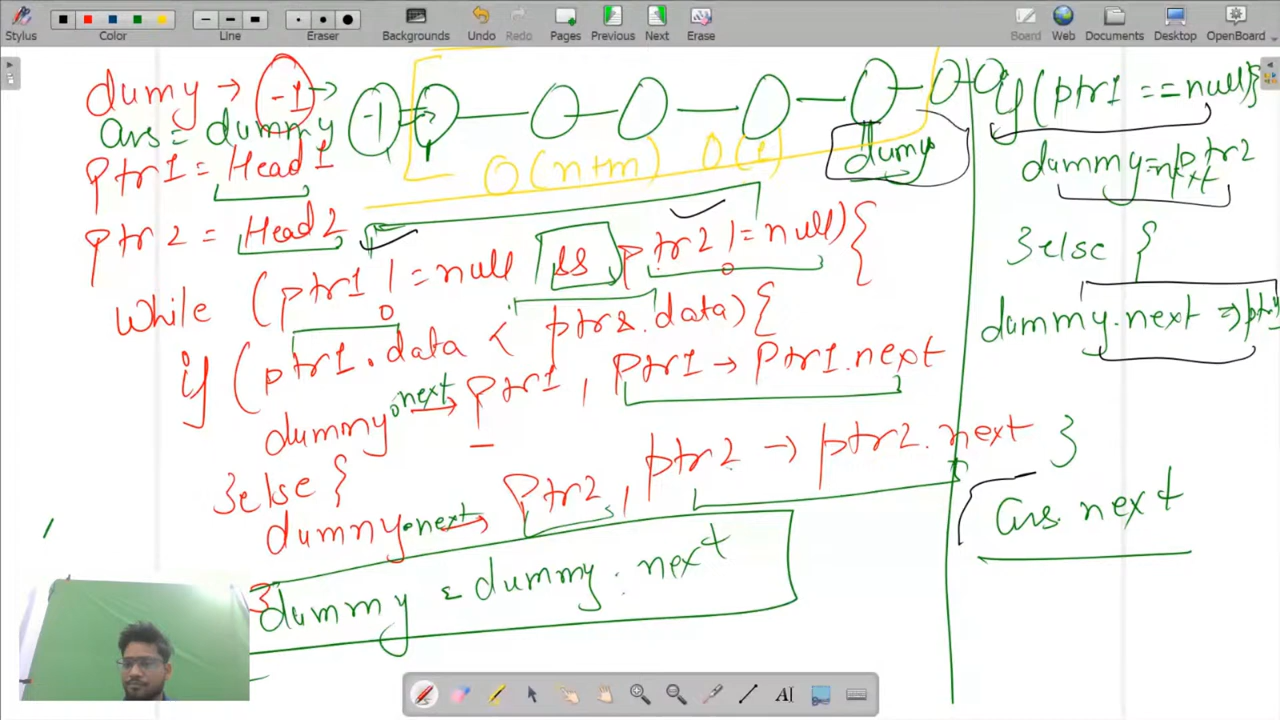 Stylus Color Line Eraser Backgrounds Undo Redo Pages Previous Next Erase Board Web Documents Desktop OpenBoard
dumy → -1 →
ans = dummy -1
ptr1 = Head1
O(n+m) O(1)
dumy
ptr2 = Head2
while (ptr1 != null && ptr2 != null) {
if (ptr1.data < ptr2.data) {
dummy.next → ptr1, ptr1 → Ptr1.next
}else {
dummy.next → Ptr2, ptr2 → ptr2.next
}
dummy = dummy.next
if (ptr1 == null) {
dummy.next = ptr2
}else {
dummy.next => ptr1
}
ans.next